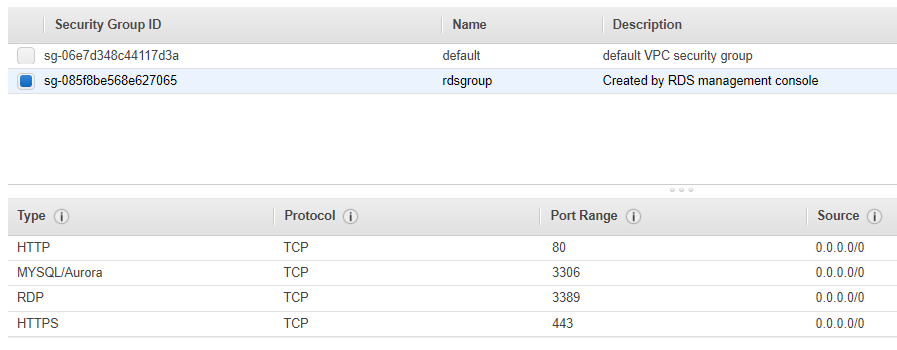 Security Group ID Name Description
sg-06e7d348c44117d3a default default VPC security group
sg-085f8be568e627065 rdsgroup Created by RDS management console
Type Protocol Port Range Source
HTTP TCP 80 0.0.0.0/0
MYSQL/Aurora TCP 3306 0.0.0.0/0
RDP TCP 3389 0.0.0.0/0
HTTPS TCP 443 0.0.0.0/0